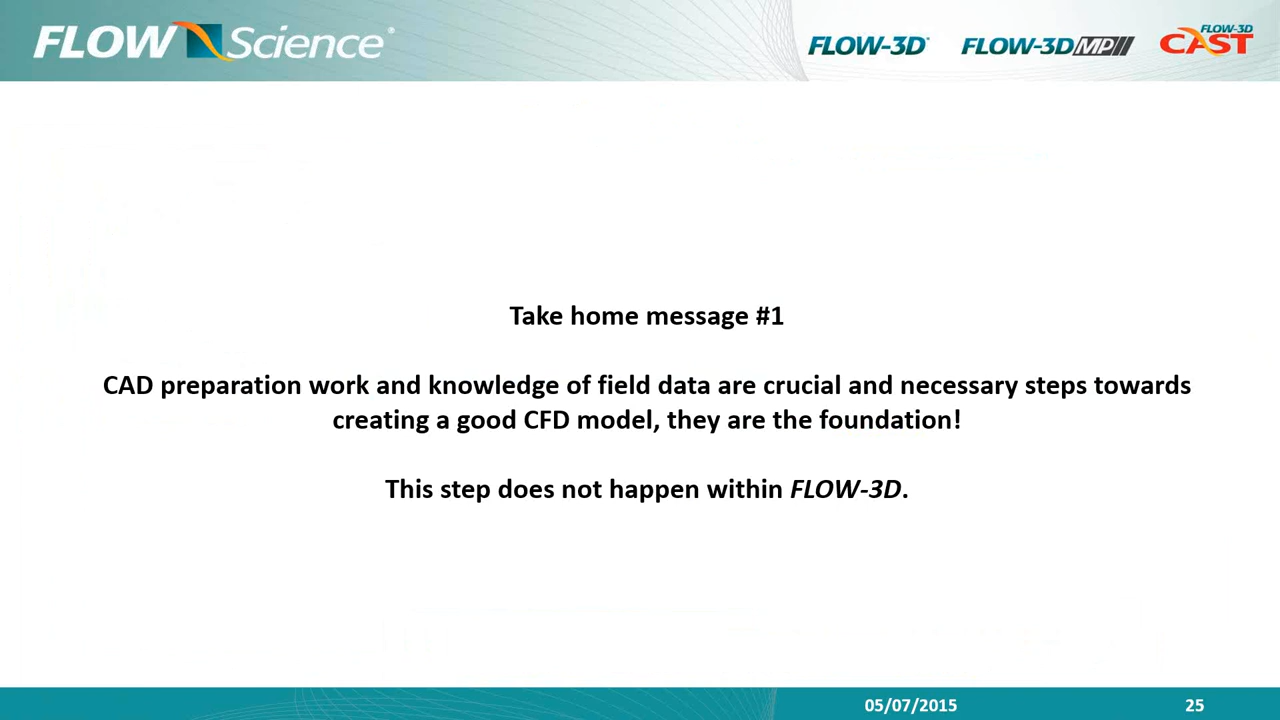 FLOW Science®
FLOW-3D® FLOW-3D MP FLOW-3D CAST
Take home message #1
CAD preparation work and knowledge of field data are crucial and necessary steps towards
creating a good CFD model, they are the foundation!
This step does not happen within FLOW-3D.
05/07/2015 25